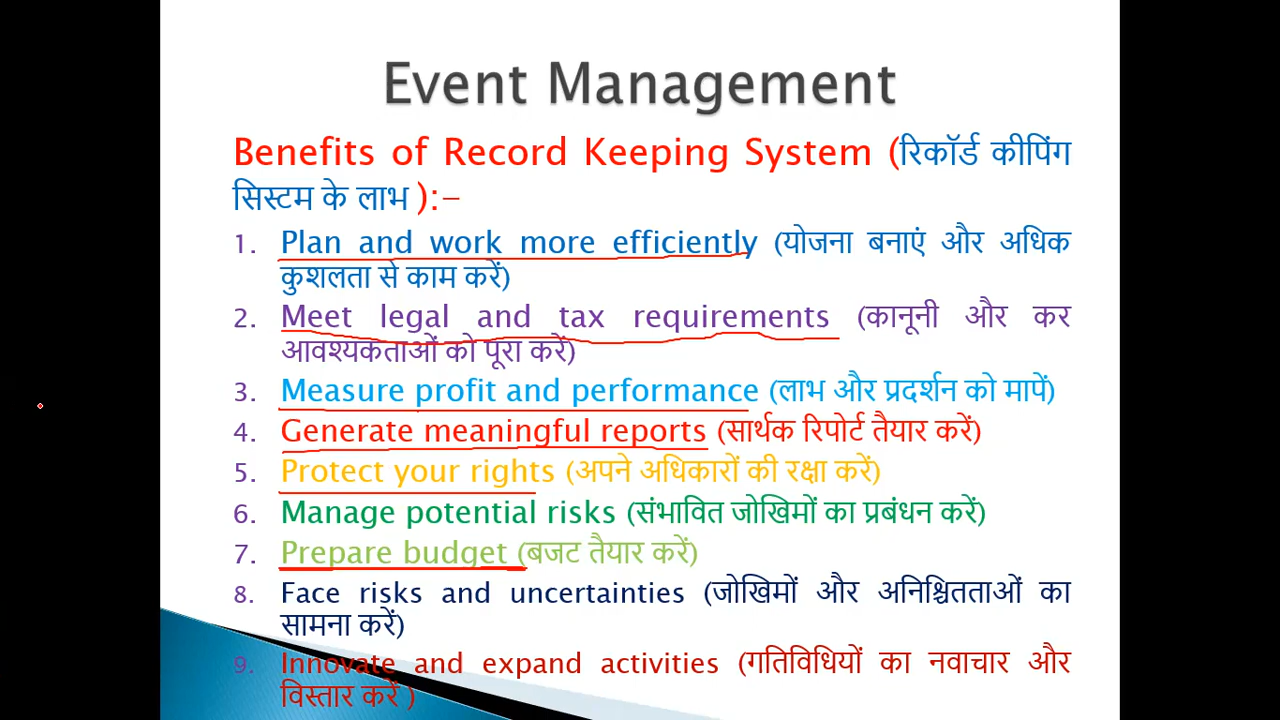 Event Management
Benefits of Record Keeping System (रिकॉर्ड कीपिंग
सिस्टम के लाभ ):-
1. Plan and work more efficiently (योजना बनाएं और अधिक
कुशलता से काम करें)
2. Meet legal and tax requirements (कानूनी और कर
आवश्यकताओं को पूरा करें)
3. Measure profit and performance (लाभ और प्रदर्शन को मापें)
4. Generate meaningful reports (सार्थक रिपोर्ट तैयार करें)
5. Protect your rights (अपने अधिकारों की रक्षा करें)
6. Manage potential risks (संभावित जोखिमों का प्रबंधन करें)
7. Prepare budget (बजट तैयार करें)
8. Face risks and uncertainties (जोखिमों और अनिश्चितताओं का
सामना करें)
9. Innovate and expand activities (गतिविधियों का नवाचार और
विस्तार करें )